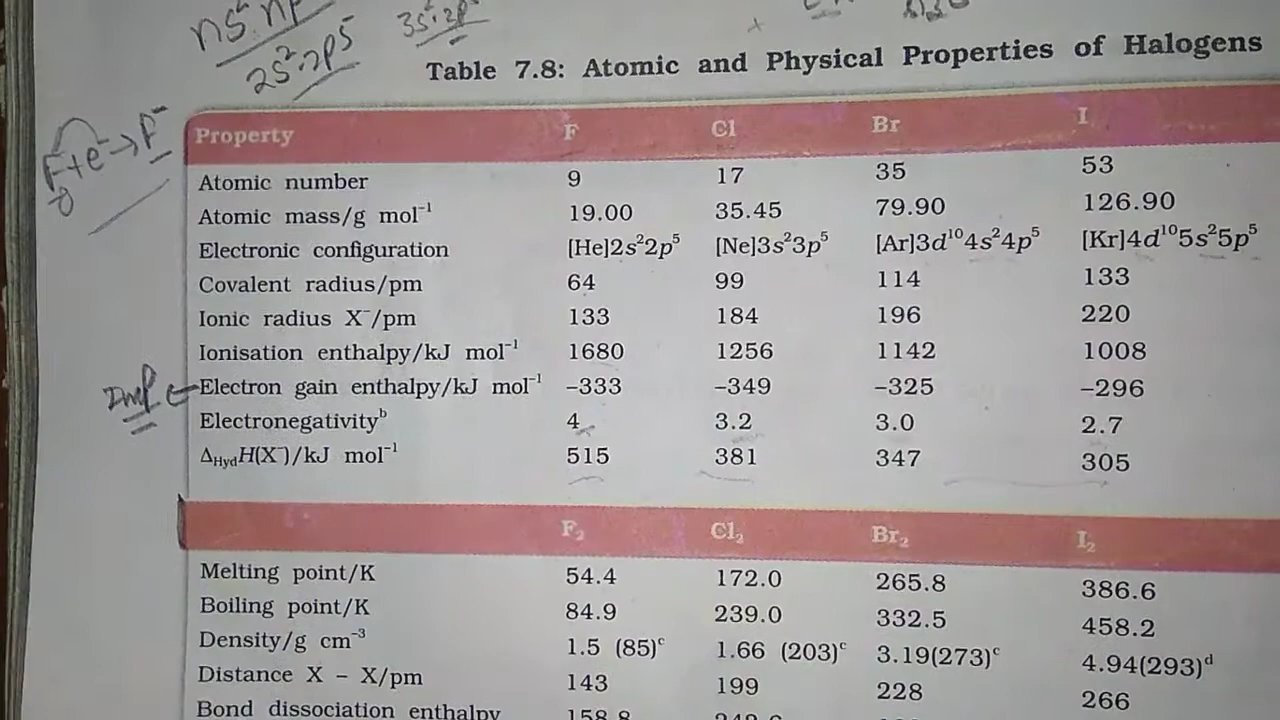 ns² np⁵
2s² 2p⁵
3s² 3p⁵
Table 7.8: Atomic and Physical Properties of Halogens
F + e⁻ → F⁻
Property F Cl Br I
Atomic number 9 17 35 53
Atomic mass/g mol⁻¹ 19.00 35.45 79.90 126.90
Electronic configuration [He]2s²2p⁵ [Ne]3s²3p⁵ [Ar]3d¹⁰4s²4p⁵ [Kr]4d¹⁰5s²5p⁵
Covalent radius/pm 64 99 114 133
Ionic radius X⁻/pm 133 184 196 220
Ionisation enthalpy/kJ mol⁻¹ 1680 1256 1142 1008
Imp Electron gain enthalpy/kJ mol⁻¹ –333 –349 –325 –296
Electronegativityᵇ 4 3.2 3.0 2.7
Δ_Hyd H(X⁻)/kJ mol⁻¹ 515 381 347 305
F₂ Cl₂ Br₂ I₂
Melting point/K 54.4 172.0 265.8 386.6
Boiling point/K 84.9 239.0 332.5 458.2
Density/g cm⁻³ 1.5 (85)ᶜ 1.66 (203)ᶜ 3.19(273)ᶜ 4.94(293)ᵈ
Distance X – X/pm 143 199 228 266
Bond dissociation enthalpy 158.8